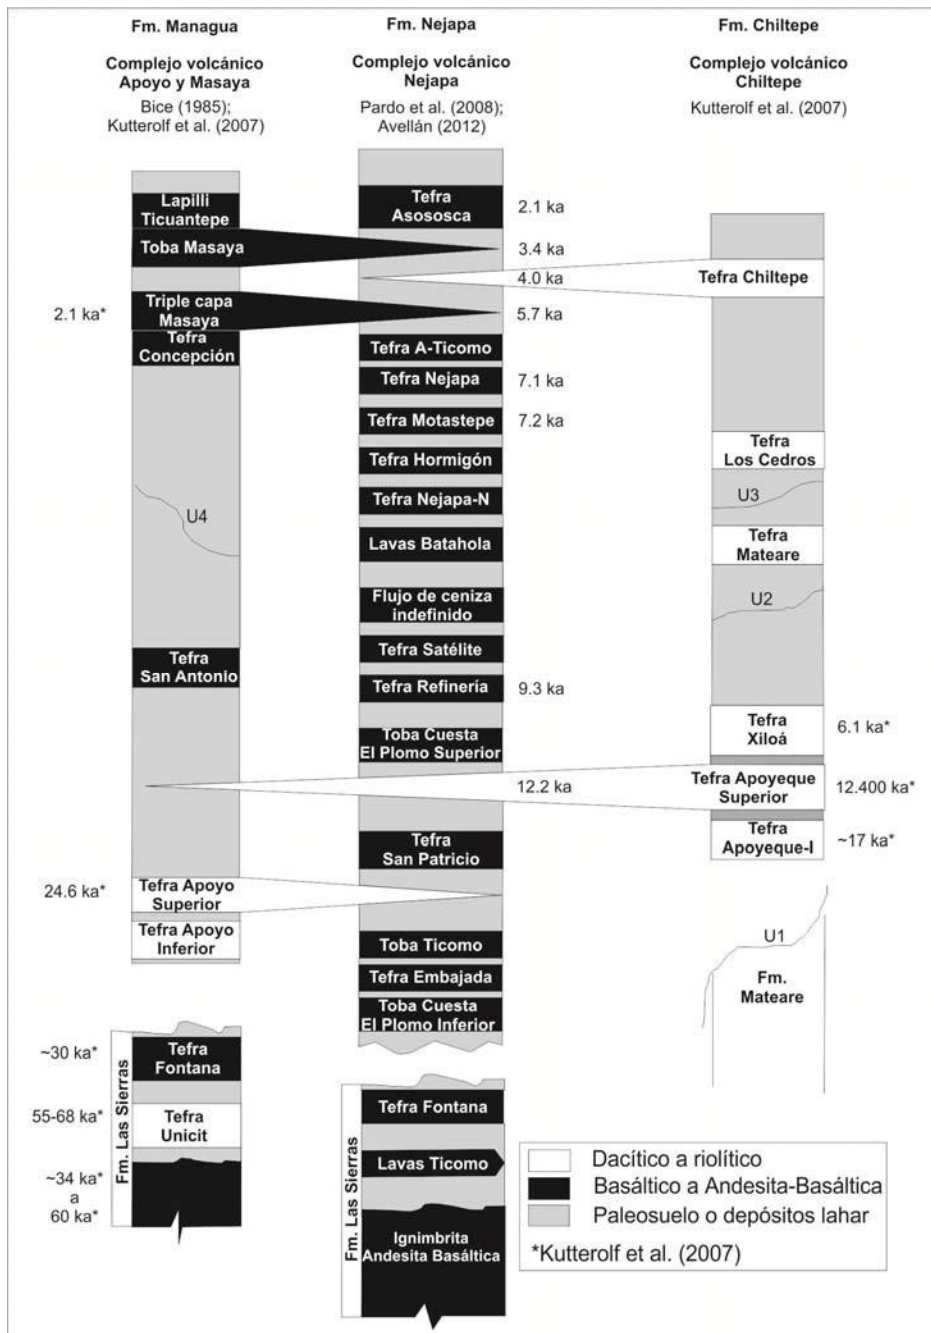 Fm. Managua
Complejo volcánico
Apoyo y Masaya
Bice (1985);
Kutterolf et al. (2007)
Lapilli
Ticuantepe
Toba Masaya
2.1 ka*
Triple capa
Masaya
Tefra
Concepción
U4
Tefra
San Antonio
24.6 ka*
Tefra Apoyo
Superior
Tefra Apoyo
Inferior
Fm. Las Sierras
~30 ka*
Tefra
Fontana
55-68 ka*
Tefra
Unicit
~34 ka*
a
60 ka*
Fm. Nejapa
Complejo volcánico
Nejapa
Pardo et al. (2008);
Avellán (2012)
Tefra
Asososca
2.1 ka
3.4 ka
4.0 ka
5.7 ka
Tefra A-Ticomo
Tefra Nejapa
7.1 ka
Tefra Motastepe
7.2 ka
Tefra Hormigón
Tefra Nejapa-N
Lavas Batahola
Flujo de ceniza
indefinido
Tefra Satélite
Tefra Refinería
9.3 ka
Toba Cuesta
El Plomo Superior
12.2 ka
Tefra
San Patricio
Toba Ticomo
Tefra Embajada
Toba Cuesta
El Plomo Inferior
Fm. Las Sierras
Tefra Fontana
Lavas Ticomo
Ignimbrita
Andesita Basáltica
Fm. Chiltepe
Complejo volcánico
Chiltepe
Kutterolf et al. (2007)
Tefra Chiltepe
Tefra
Los Cedros
U3
Tefra
Mateare
U2
Tefra
Xiloá
6.1 ka*
Tefra Apoyeque
Superior
12.400 ka*
Tefra
Apoyeque-I
~17 ka*
U1
Fm.
Mateare
Dacítico a riolítico
Basáltico a Andesita-Basáltica
Paleosuelo o depósitos lahar
*Kutterolf et al. (2007)